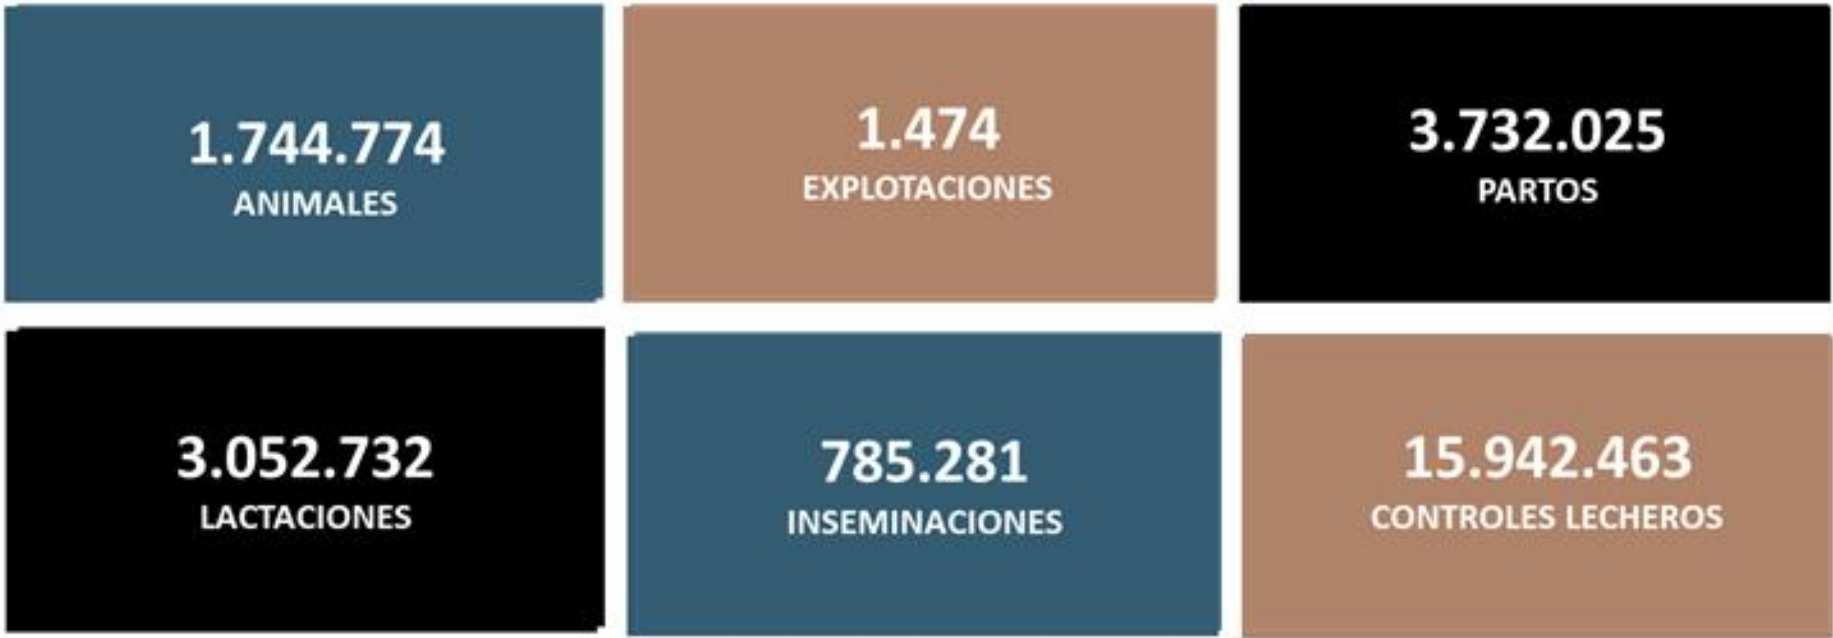 1.744.774
ANIMALES
1.474
EXPLOTACIONES
3.732.025
PARTOS
3.052.732
LACTACIONES
785.281
INSEMINACIONES
15.942.463
CONTROLES LECHEROS